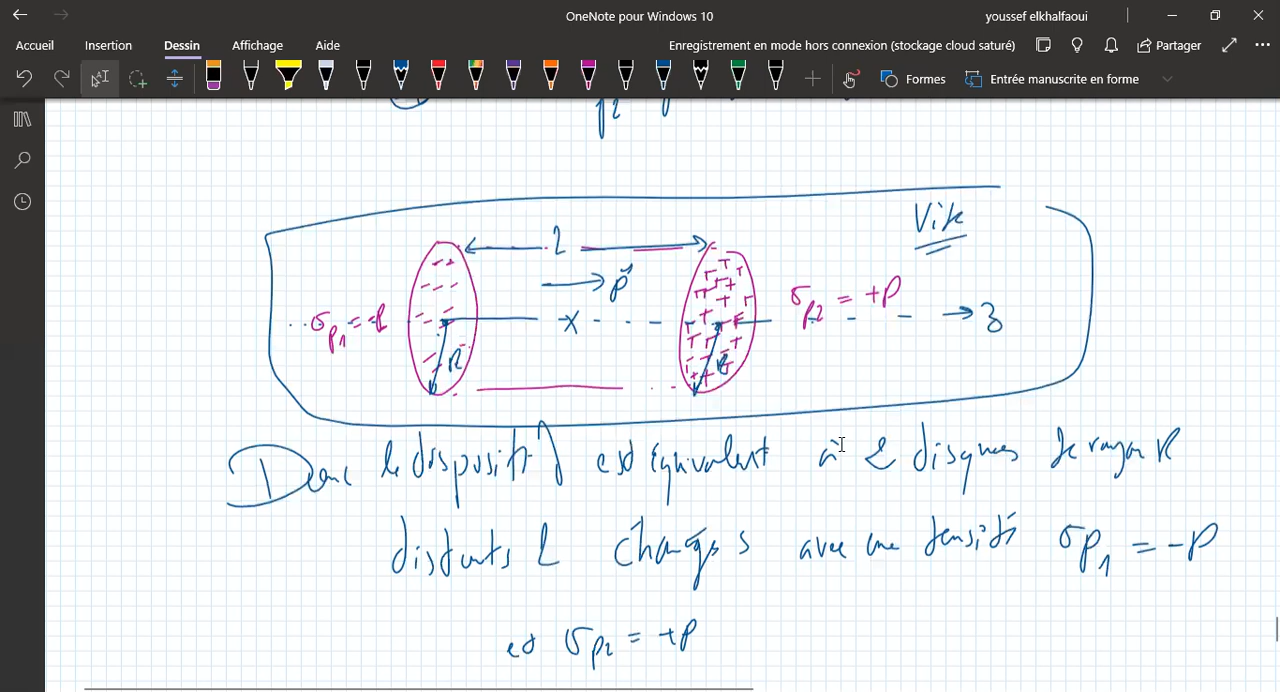 OneNote pour Windows 10
youssef elkhalfaoui
Accueil Insertion Dessin Affichage Aide
Enregistrement en mode hors connexion (stockage cloud saturé)
Partager
Formes
Entrée manuscrite en forme
P2
Vide
L
P
σp1 = -P
σp2 = +P
R
R
z
Donc le dispositif est équivalent à 2 disques de rayon R
distants L chargés avec une densité σp1 = -P
et σp2 = +P